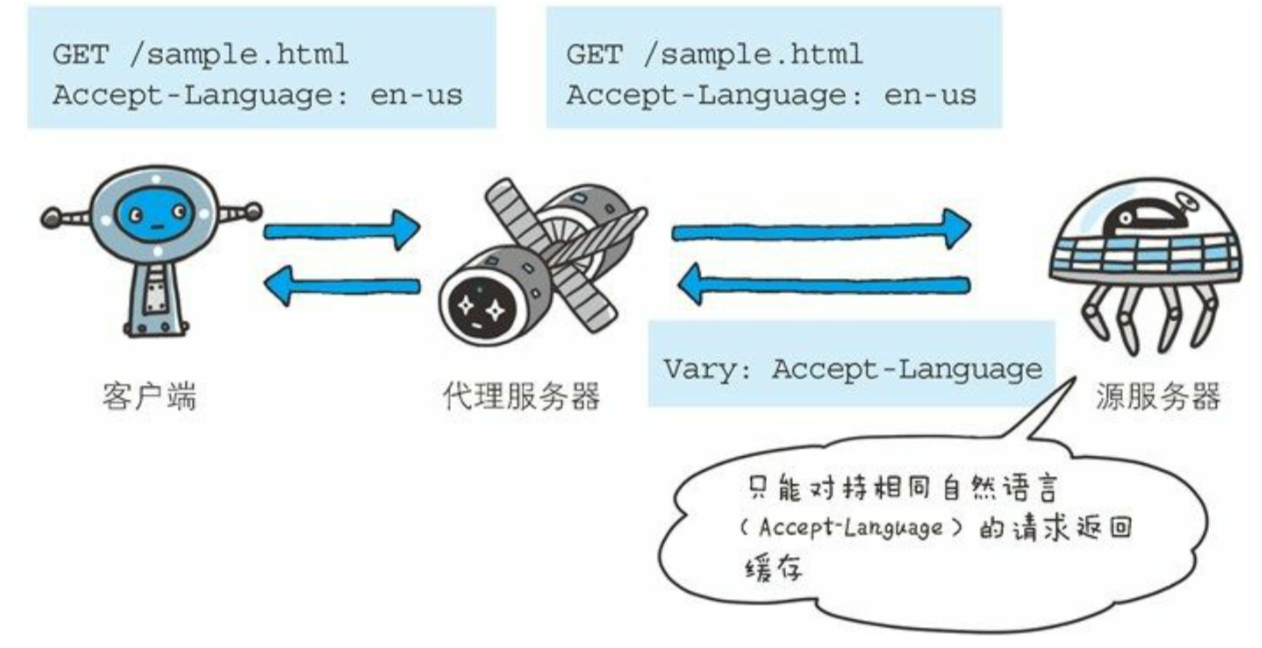 GET /sample.html
Accept-Language: en-us
GET /sample.html
Accept-Language: en-us
客户端
代理服务器
Vary: Accept-Language
源服务器
只能对持相同自然语言
(Accept-Language)的请求返回
缓存